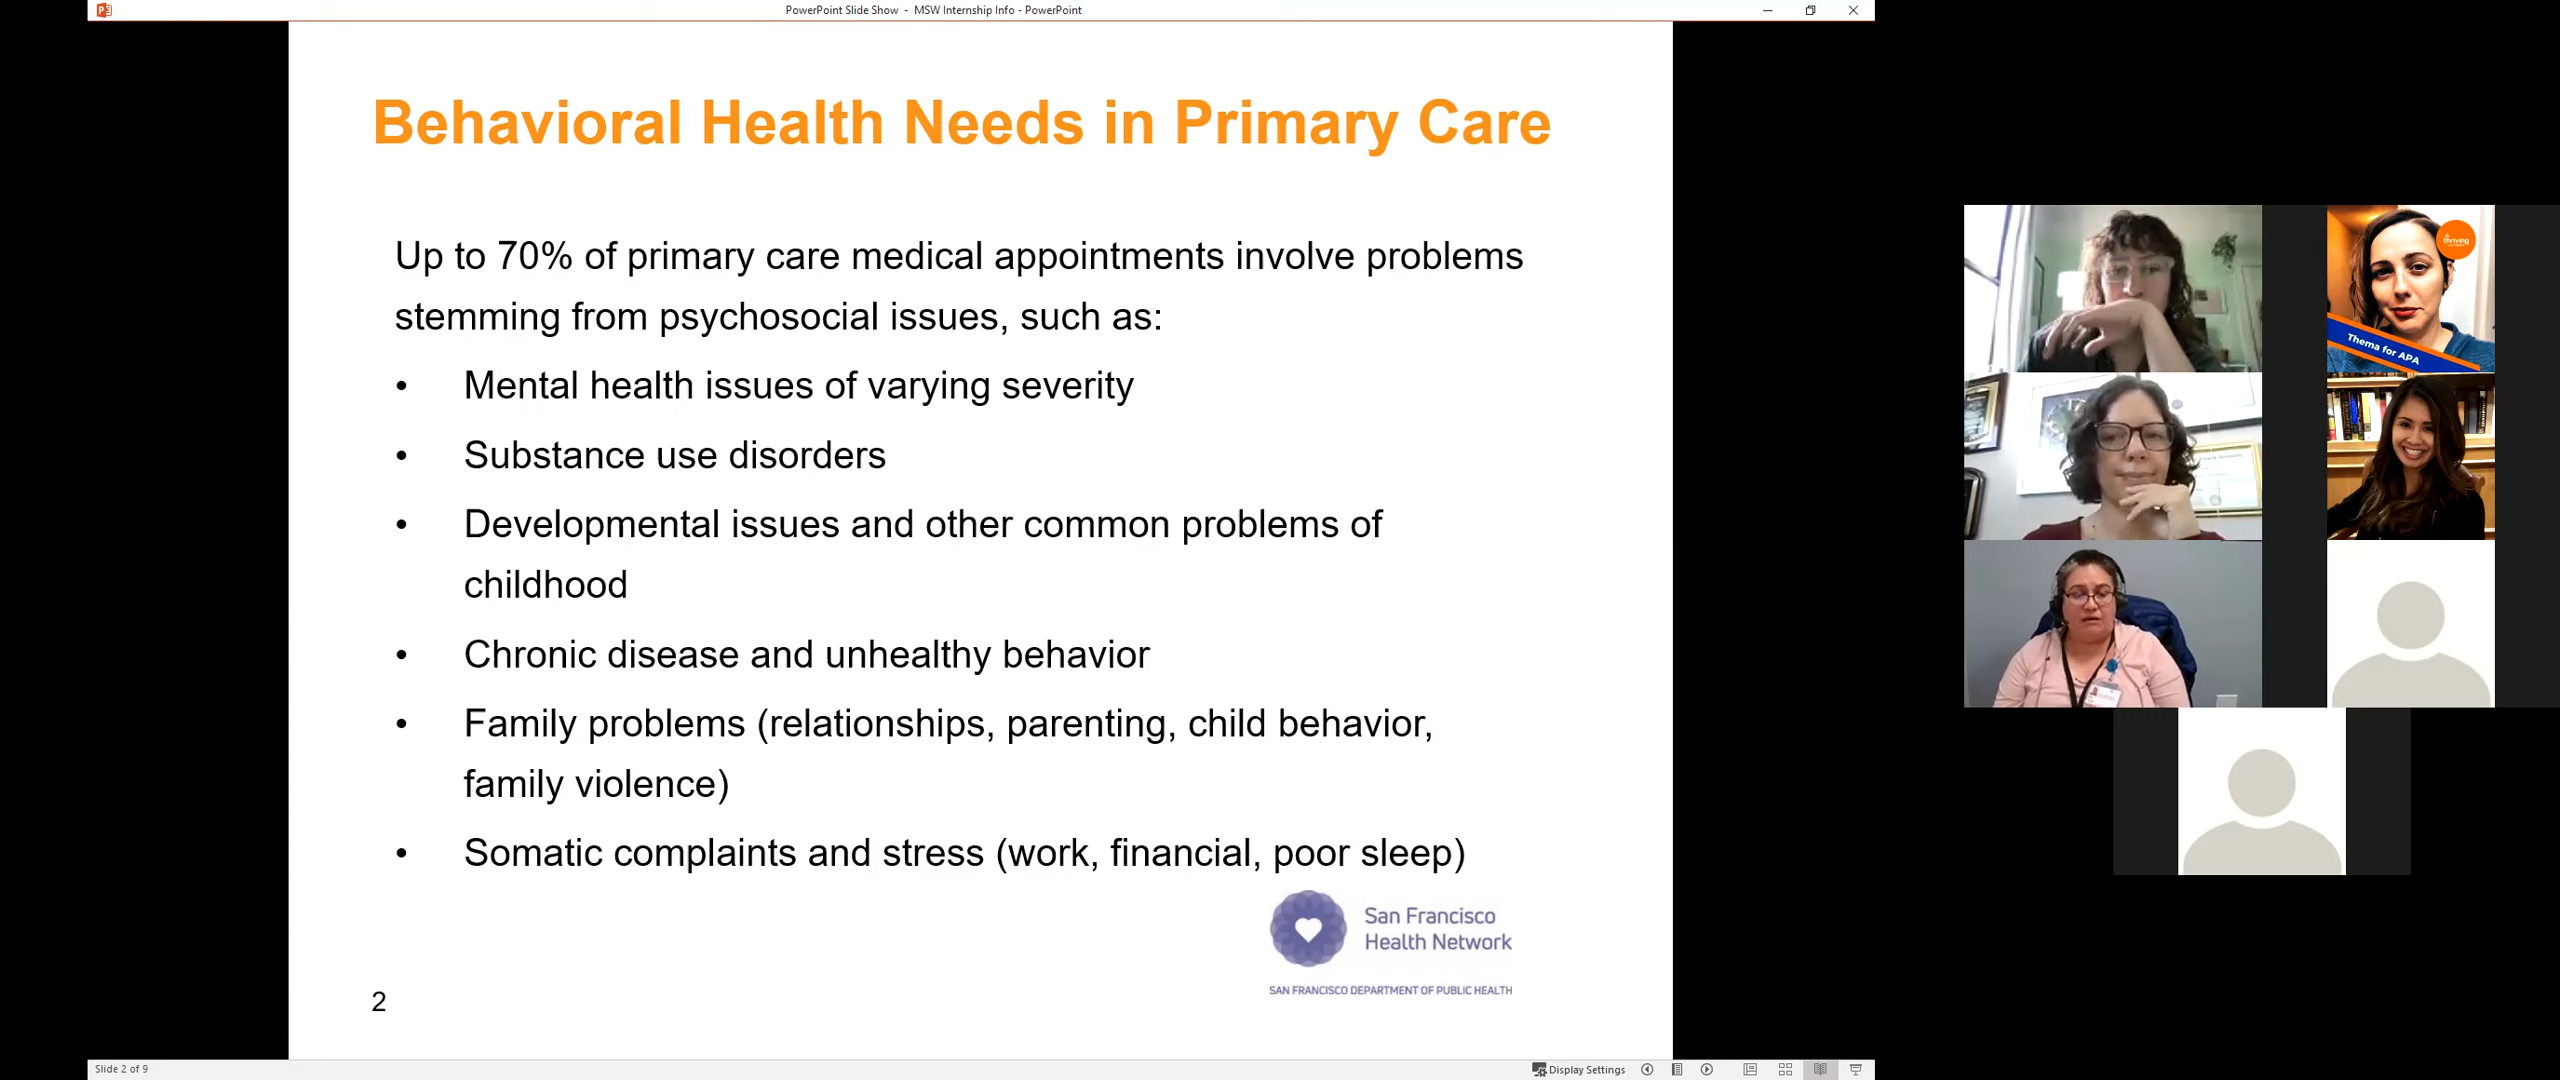 PowerPoint Slide Show - MSW Internship Info - PowerPoint
Behavioral Health Needs in Primary Care
Up to 70% of primary care medical appointments involve problems
stemming from psychosocial issues, such as:
• Mental health issues of varying severity
• Substance use disorders
• Developmental issues and other common problems of
childhood
• Chronic disease and unhealthy behavior
• Family problems (relationships, parenting, child behavior,
family violence)
• Somatic complaints and stress (work, financial, poor sleep)
San Francisco
Health Network
SAN FRANCISCO DEPARTMENT OF PUBLIC HEALTH
2
Slide 2 of 9
Display Settings
thriving
Thema for APA